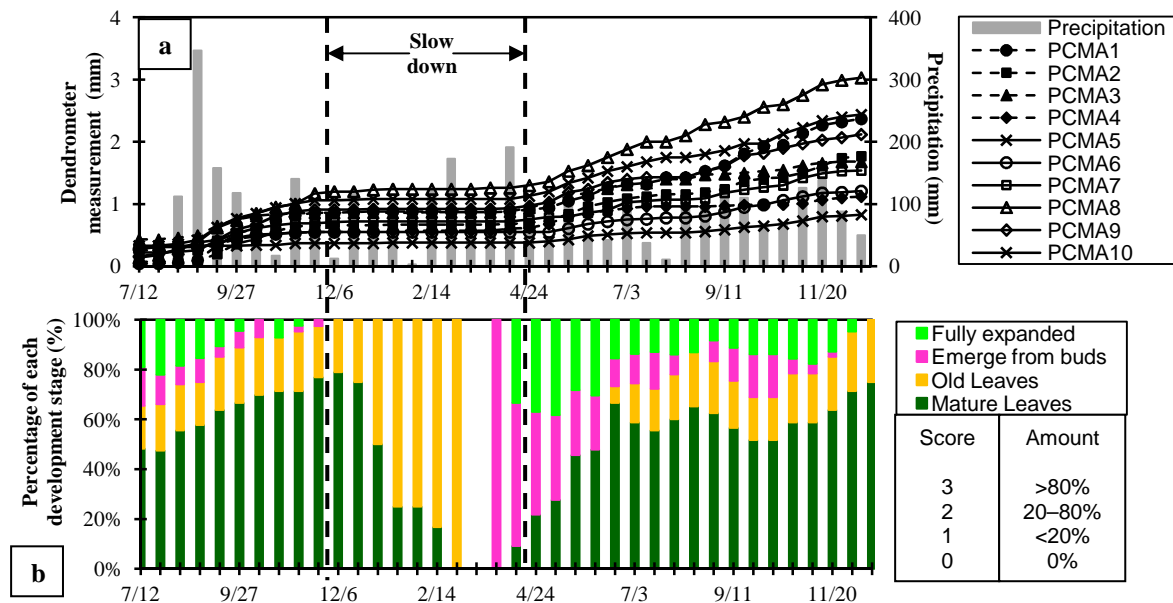 a
Slow
down
Dendrometer
measurement (mm)
4
3
2
1
0
400
300
200
100
0
Precipitation (mm)
7/12
9/27
12/6
2/14
4/24
7/3
9/11
11/20
Precipitation
PCMA1
PCMA2
PCMA3
PCMA4
PCMA5
PCMA6
PCMA7
PCMA8
PCMA9
PCMA10
b
Percentage of each
development stage (%)
100%
80%
60%
40%
20%
0%
7/12
9/27
12/6
2/14
4/24
7/3
9/11
11/20
Fully expanded
Emerge from buds
Old Leaves
Mature Leaves
Score Amount
3 >80%
2 20–80%
1 <20%
0 0%